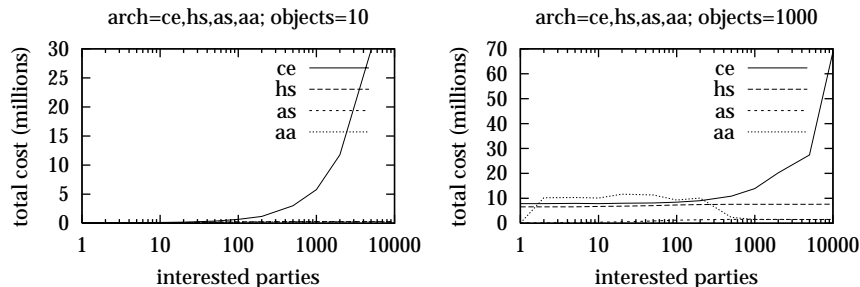 arch=ce,hs,as,aa; objects=10
30
25
20
15
10
5
0
total cost (millions)
ce
hs
as
aa
1 10 100 1000 10000
interested parties
arch=ce,hs,as,aa; objects=1000
70
60
50
40
30
20
10
0
total cost (millions)
ce
hs
as
aa
1 10 100 1000 10000
interested parties